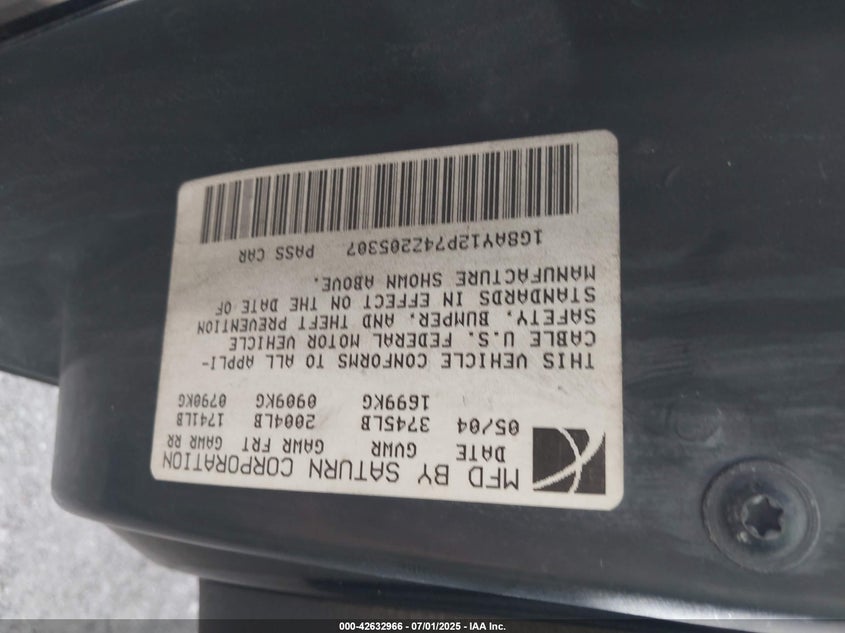 MFD BY SATURN CORPORATION
DATE GVWR GAWR FRT GAWR RR
05/04 3745LB 2004LB 1741LB
1699KG 0909KG 0790KG
THIS VEHICLE CONFORMS TO ALL APPLI-
CABLE U.S. FEDERAL MOTOR VEHICLE
SAFETY, BUMPER, AND THEFT PREVENTION
STANDARDS IN EFFECT ON THE DATE OF
MANUFACTURE SHOWN ABOVE.
1G8AY12P74Z205307 PASS CAR
000-42632966 - 07/01/2025 - IAA Inc.